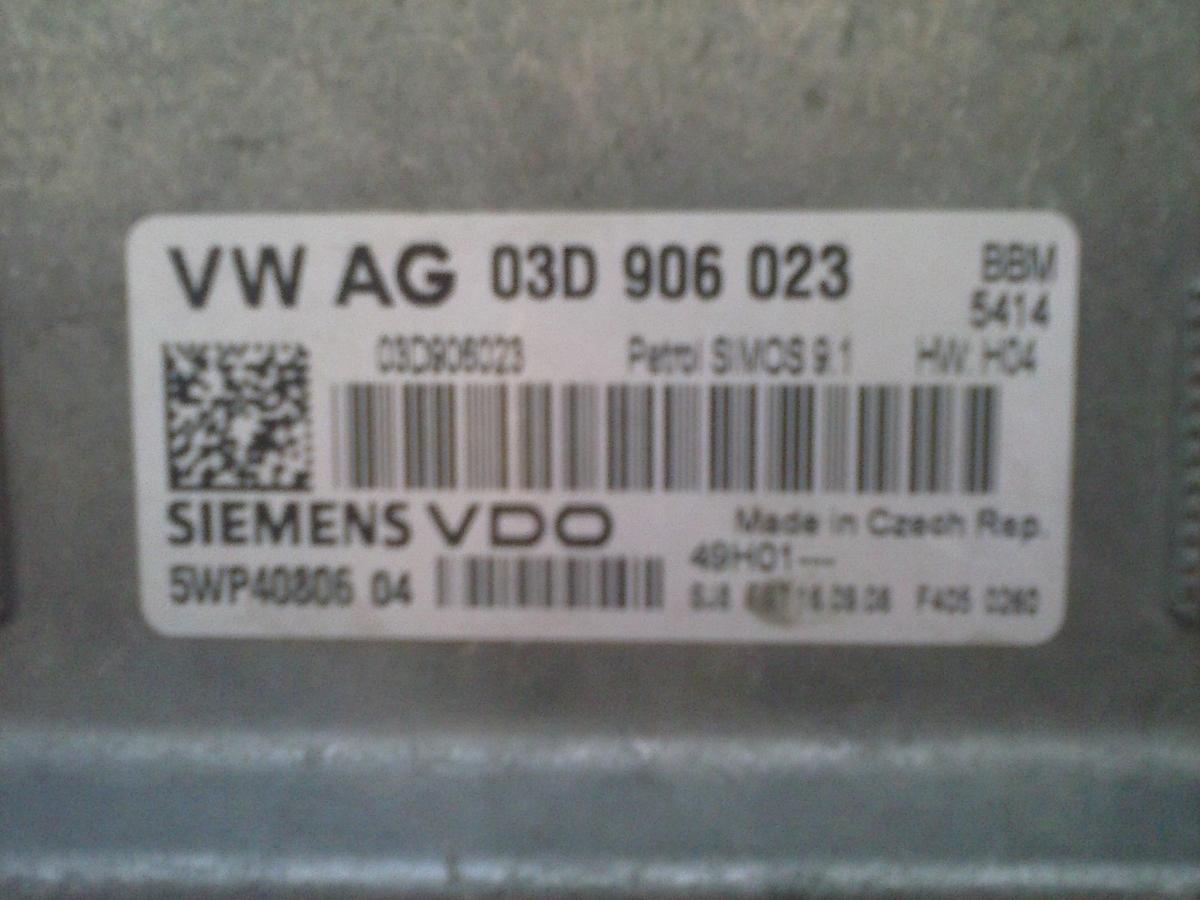 VW AG 03D 906 023 BBM
5414
03D906023 Petrol SIMOS 9.1 HW: H04
SIEMENS VDO
Made in Czech Rep.
49H01---
5WP40806 04
F405 0260